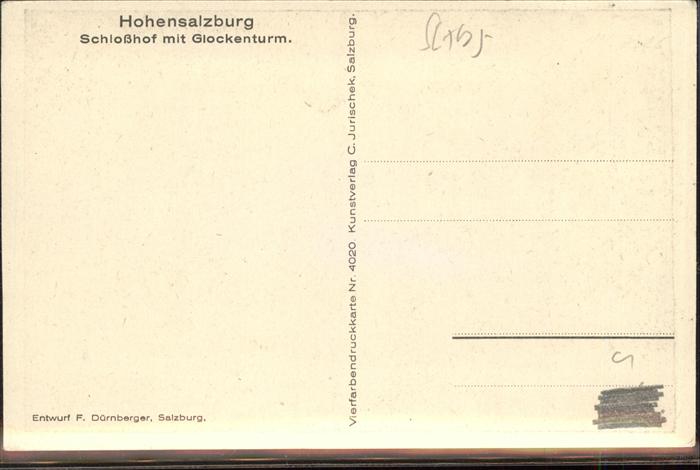 Hohensalzburg
Schloßhof mit Glockenturm.
Vierfarbendruckkarte Nr. 4020. Kunstverlag C. Jurischek, Salzburg.
Entwurf F. Dürnberger, Salzburg.